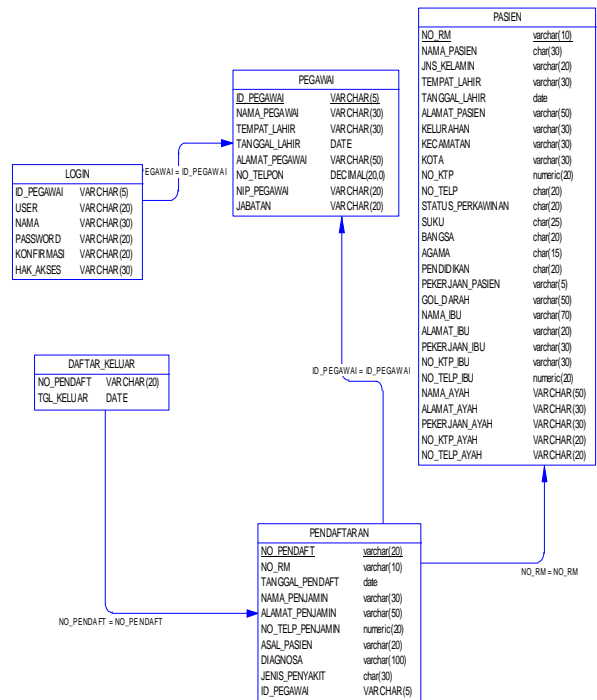 PASIEN
NO_RM varchar(10)
NAMA_PASIEN char(30)
JNS_KELAMIN varchar(20)
TEMPAT_LAHIR varchar(30)
TANGGAL_LAHIR date
ALAMAT_PASIEN varchar(50)
KELURAHAN varchar(30)
KECAMATAN varchar(30)
KOTA varchar(30)
NO_KTP numeric(20)
NO_TELP char(20)
STATUS_PERKAWINAN char(20)
SUKU char(25)
BANGSA char(20)
AGAMA char(15)
PENDIDIKAN char(20)
PEKERJAAN_PASIEN varchar(5)
GOL_DARAH varchar(50)
NAMA_IBU varchar(70)
ALAMAT_IBU varchar(20)
PEKERJAAN_IBU varchar(30)
NO_KTP_IBU varchar(30)
NO_TELP_IBU numeric(20)
NAMA_AYAH VARCHAR(50)
ALAMAT_AYAH VARCHAR(30)
PEKERJAAN_AYAH VARCHAR(30)
NO_KTP_AYAH VARCHAR(20)
NO_TELP_AYAH VARCHAR(20)
PEGAWAI
ID_PEGAWAI VARCHAR(5)
NAMA_PEGAWAI VARCHAR(30)
TEMPAT_LAHIR VARCHAR(30)
TANGGAL_LAHIR DATE
ALAMAT_PEGAWAI VARCHAR(50)
NO_TELPON DECIMAL(20,0)
NIP_PEGAWAI VARCHAR(20)
JABATAN VARCHAR(20)
EGAWAI = ID_PEGAWAI
LOGIN
ID_PEGAWAI VARCHAR(5)
USER VARCHAR(20)
NAMA VARCHAR(30)
PASSWORD VARCHAR(20)
KONFIRMASI VARCHAR(20)
HAK_AKSES VARCHAR(30)
ID_PEGAWAI = ID_PEGAWAI
DAFTAR_KELUAR
NO_PENDAFT VARCHAR(20)
TGL_KELUAR DATE
NO_PENDAFT = NO_PENDAFT
PENDAFTARAN
NO_PENDAFT varchar(20)
NO_RM varchar(10)
TANGGAL_PENDAFT date
NAMA_PENJAMIN varchar(30)
ALAMAT_PENJAMIN varchar(50)
NO_TELP_PENJAMIN numeric(20)
ASAL_PASIEN varchar(20)
DIAGNOSA varchar(100)
JENIS_PENYAKIT char(30)
ID_PEGAWAI VARCHAR(5)
NO_RM = NO_RM